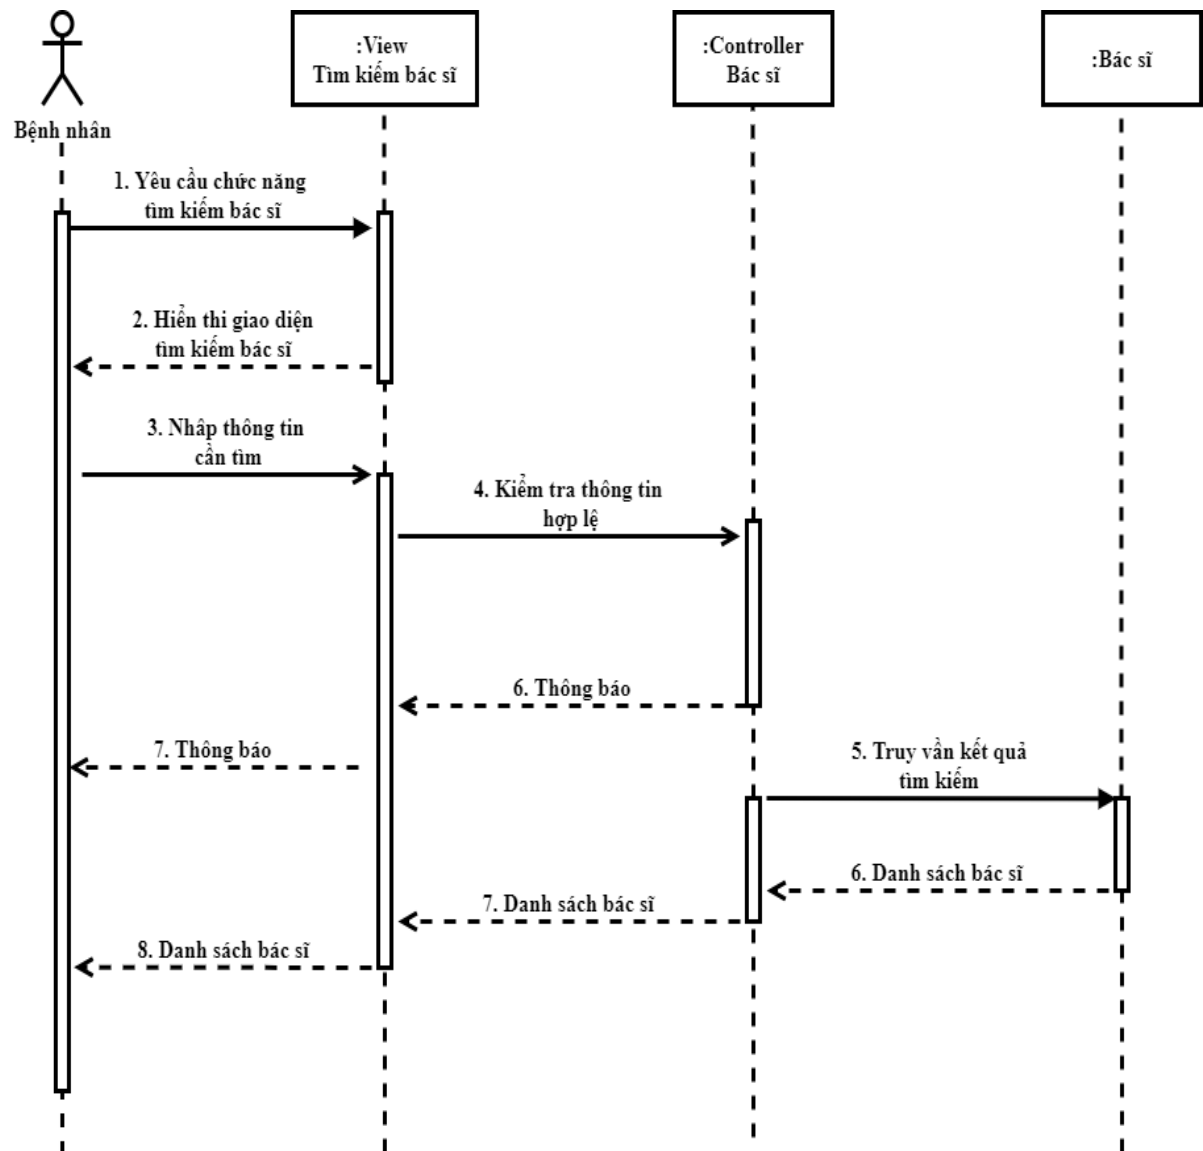 :View
Tìm kiếm bác sĩ
:Controller
Bác sĩ
:Bác sĩ
Bệnh nhân
1. Yêu cầu chức năng
tìm kiếm bác sĩ
2. Hiển thi giao diện
tìm kiếm bác sĩ
3. Nhâp thông tin
cần tìm
4. Kiểm tra thông tin
hợp lệ
6. Thông báo
7. Thông báo
5. Truy vấn kết quả
tìm kiếm
6. Danh sách bác sĩ
7. Danh sách bác sĩ
8. Danh sách bác sĩ